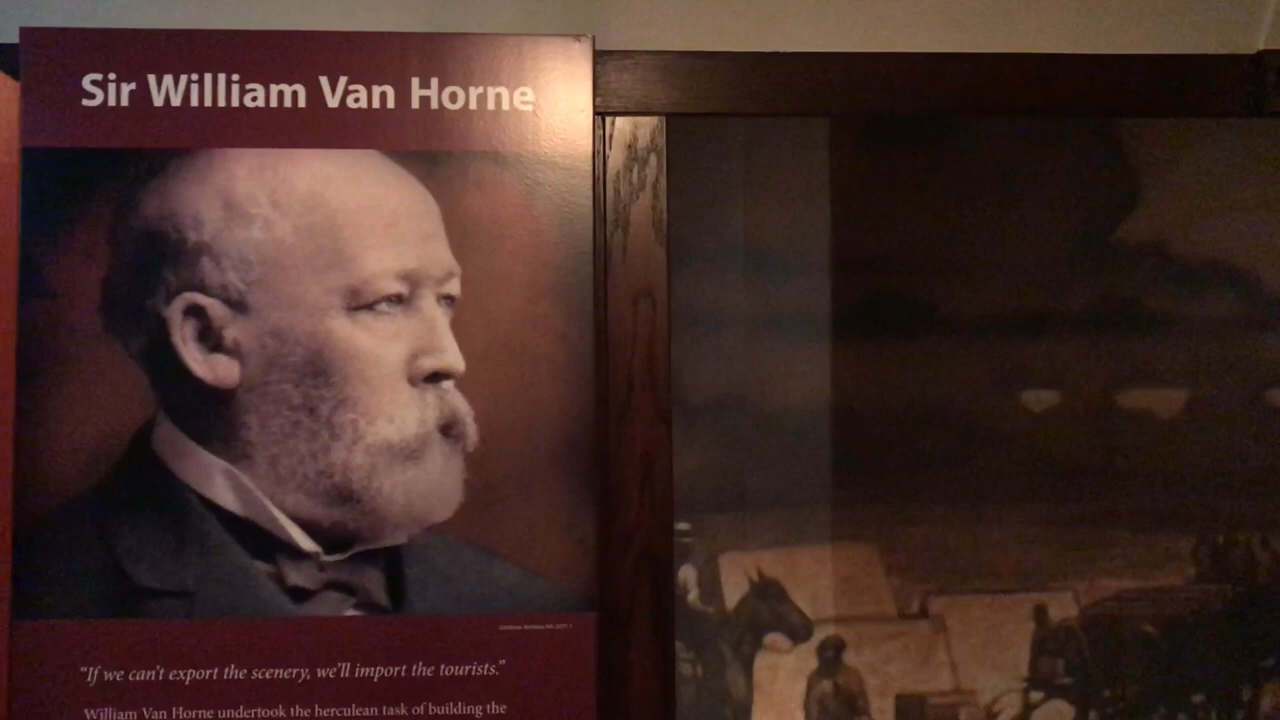 Sir William Van Horne
“If we can’t export the scenery, we’ll import the tourists.”
William Van Horne undertook the herculean task of building the